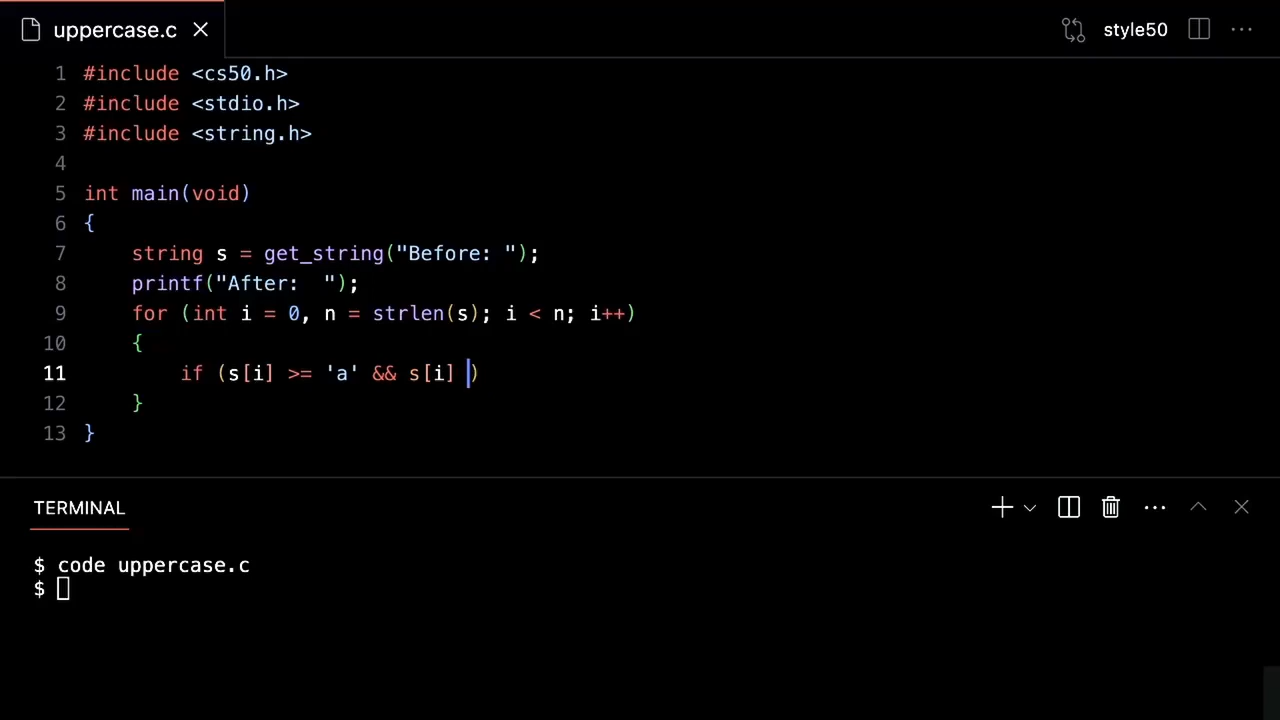 uppercase.c
style50
1 #include <cs50.h>
2 #include <stdio.h>
3 #include <string.h>
4
5 int main(void)
6 {
7     string s = get_string("Before: ");
8     printf("After:  ");
9     for (int i = 0, n = strlen(s); i < n; i++)
10     {
11         if (s[i] >= 'a' && s[i] )
12     }
13 }
TERMINAL
$ code uppercase.c
$